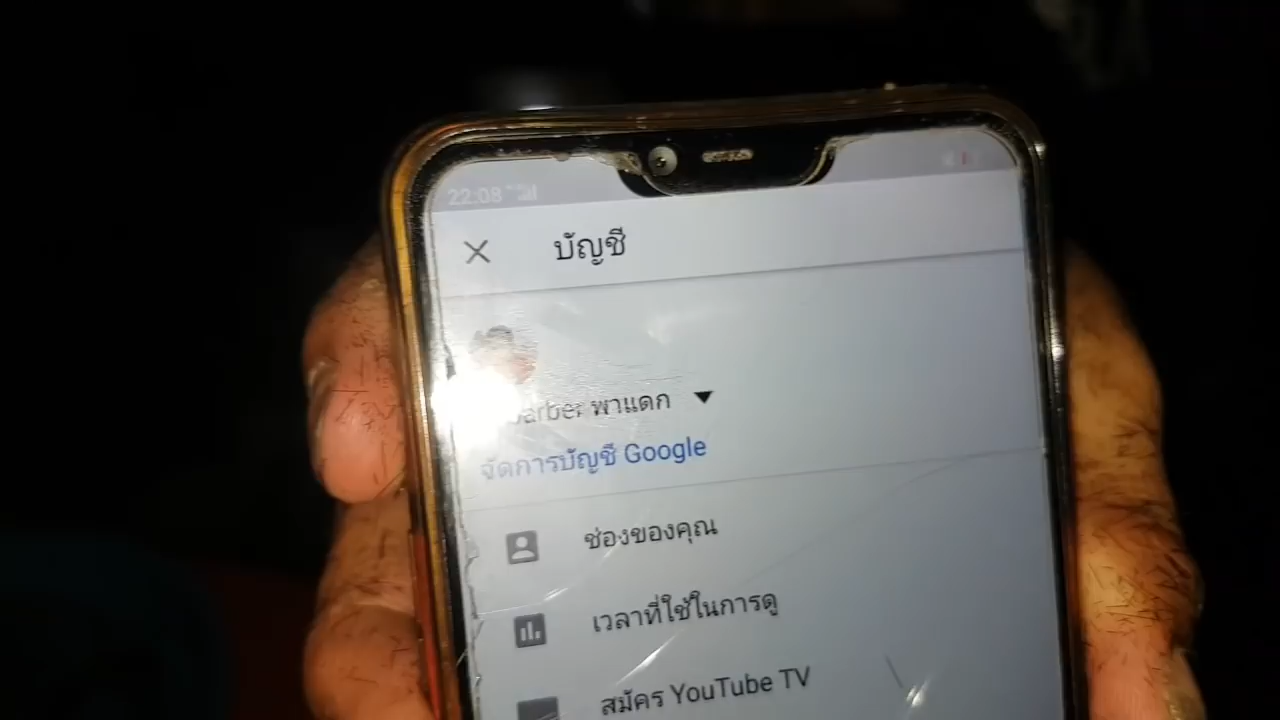 22:08
บัญชี
barber พาแดก
จัดการบัญชี Google
ช่องของคุณ
เวลาที่ใช้ในการดู
สมัคร YouTube TV